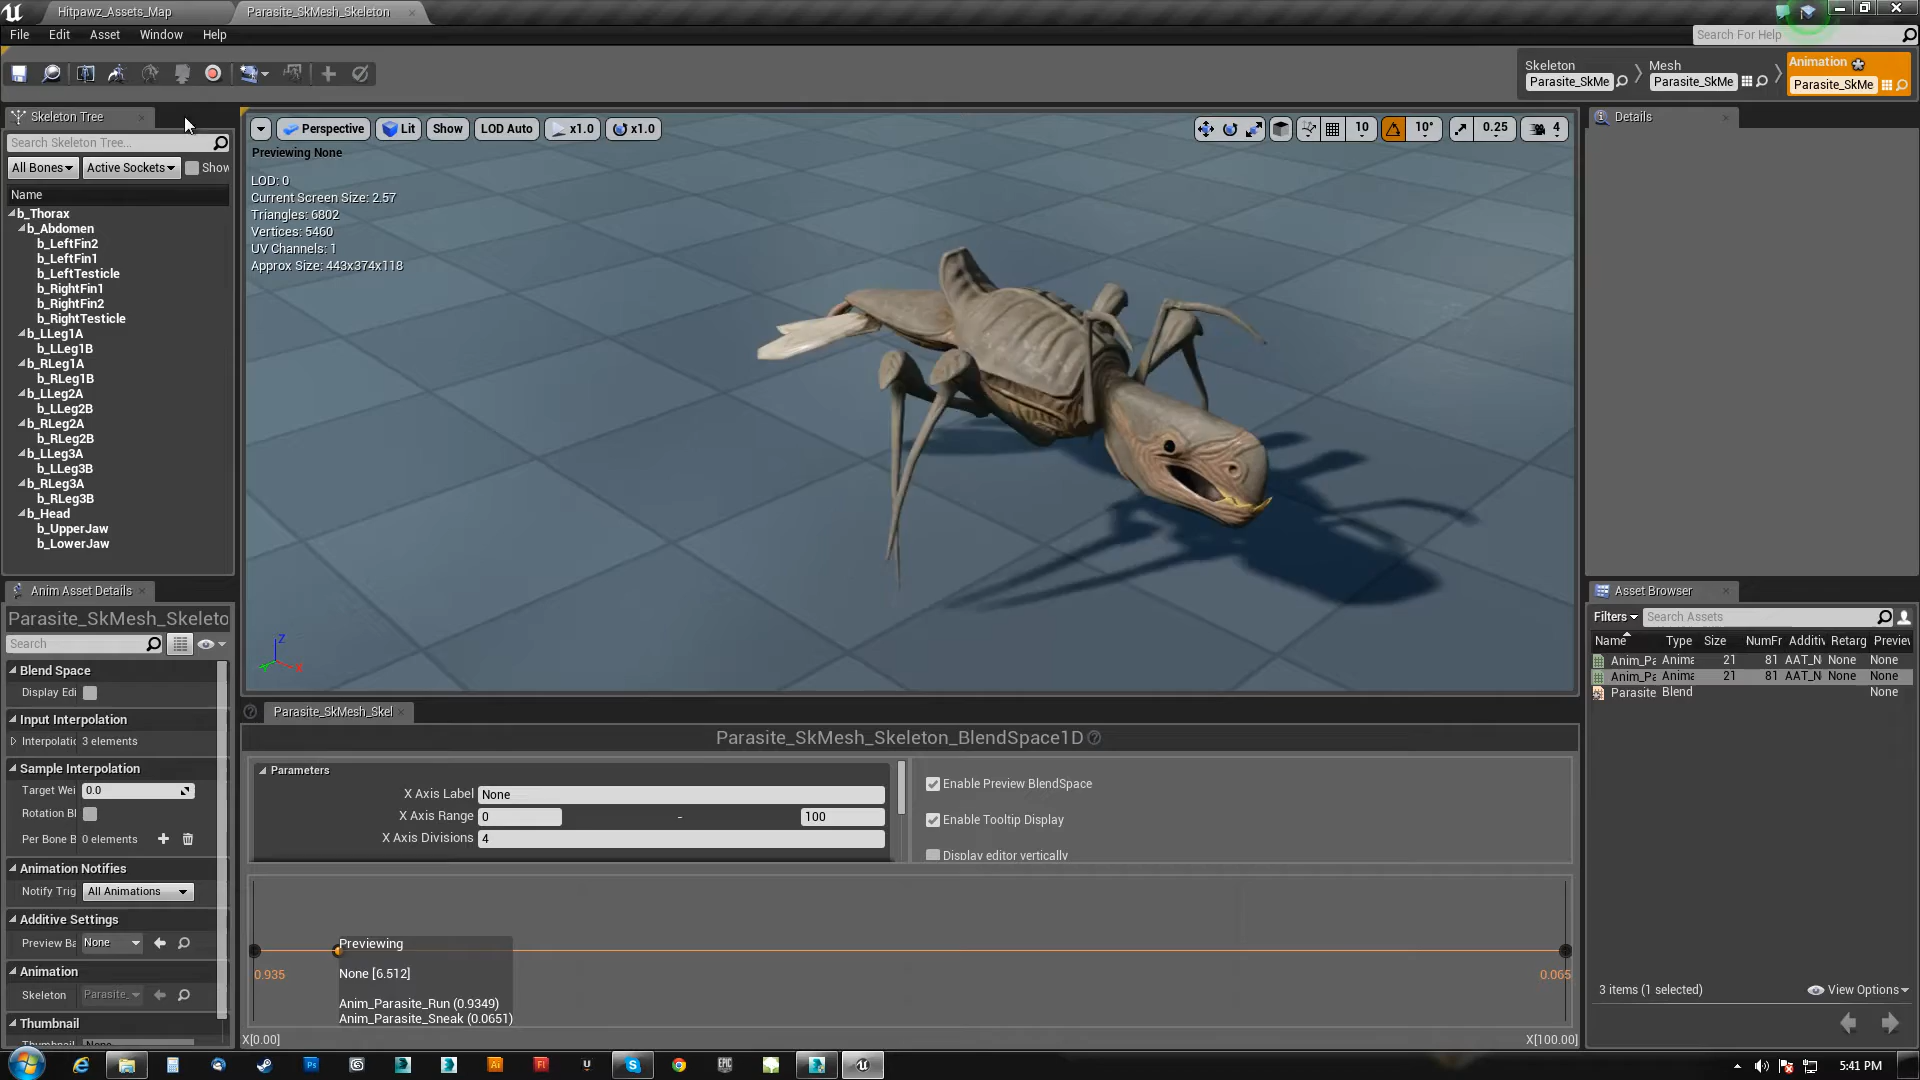 Hitpawz_Assets_Map
Parasite_SkMesh_Skeleton
File Edit Asset Window Help
Search For Help
Skeleton
Parasite_SkMe
Mesh
Parasite_SkMe
Animation
Parasite_SkMe
Skeleton Tree
Search Skeleton Tree...
All Bones
Active Sockets
Show
Name
b_Thorax
b_Abdomen
b_LeftFin2
b_LeftFin1
b_LeftTesticle
b_RightFin1
b_RightFin2
b_RightTesticle
b_LLeg1A
b_LLeg1B
b_RLeg1A
b_RLeg1B
b_LLeg2A
b_LLeg2B
b_RLeg2A
b_RLeg2B
b_LLeg3A
b_LLeg3B
b_RLeg3A
b_RLeg3B
b_Head
b_UpperJaw
b_LowerJaw
Perspective
Lit
Show
LOD Auto
x1.0
x1.0
10
10°
0.25
4
Previewing None
LOD: 0
Current Screen Size: 2.57
Triangles: 6802
Vertices: 5460
UV Channels: 1
Approx Size: 443x374x118
Z
X
Details
Anim Asset Details
Parasite_SkMesh_Skeleto
Search
Blend Space
Display Edi
Input Interpolation
Interpolatic 3 elements
Sample Interpolation
Target Wei 0.0
Rotation Bl
Per Bone B 0 elements
Animation Notifies
Notify Trig All Animations
Additive Settings
Preview Ba None
Animation
Skeleton Parasite_
Thumbnail
Parasite_SkMesh_Skel
Parasite_SkMesh_Skeleton_BlendSpace1D
Parameters
X Axis Label None
X Axis Range 0 - 100
X Axis Divisions 4
Enable Preview BlendSpace
Enable Tooltip Display
Display editor vertically
Previewing
None [6.512]
Anim_Parasite_Run (0.9349)
Anim_Parasite_Sneak (0.0651)
0.935
0.065
X[0.00]
X[100.00]
Asset Browser
Filters
Search Assets
Name Type Size NumFr Additiv Retarg Previe
Anim_Pa Anima 21 81 AAT_N None None
Anim_Pa Anima 21 81 AAT_N None None
Parasite Blend None
3 items (1 selected)
View Options
Ps
Ai
Fl
EPIC
5:41 PM